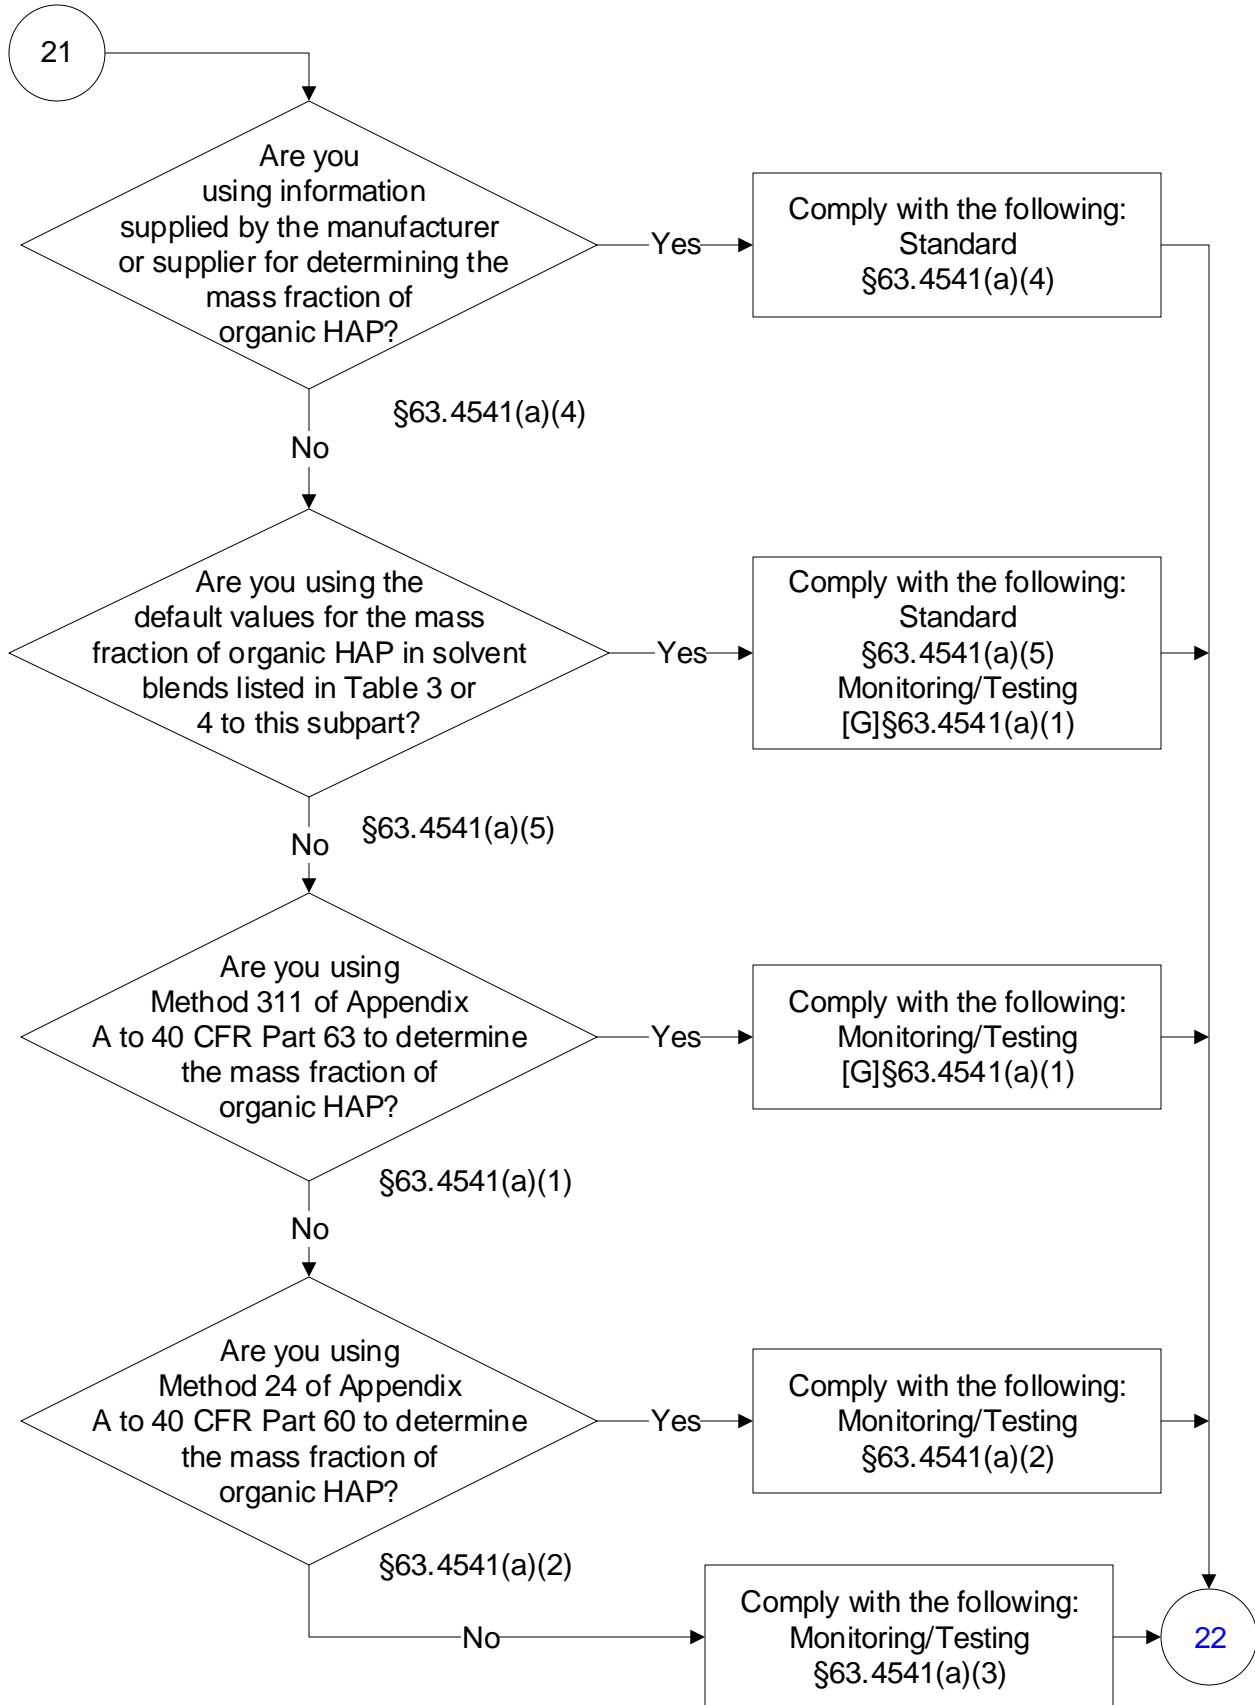 21
Are you
using information
supplied by the manufacturer
or supplier for determining the
mass fraction of
organic HAP?
Yes
Comply with the following:
Standard
§63.4541(a)(4)
§63.4541(a)(4)
No
Are you using the
default values for the mass
fraction of organic HAP in solvent
blends listed in Table 3 or
4 to this subpart?
Yes
Comply with the following:
Standard
§63.4541(a)(5)
Monitoring/Testing
[G]§63.4541(a)(1)
§63.4541(a)(5)
No
Are you using
Method 311 of Appendix
A to 40 CFR Part 63 to determine
the mass fraction of
organic HAP?
Yes
Comply with the following:
Monitoring/Testing
[G]§63.4541(a)(1)
§63.4541(a)(1)
No
Are you using
Method 24 of Appendix
A to 40 CFR Part 60 to determine
the mass fraction of
organic HAP?
Yes
Comply with the following:
Monitoring/Testing
§63.4541(a)(2)
§63.4541(a)(2)
No
Comply with the following:
Monitoring/Testing
§63.4541(a)(3)
22